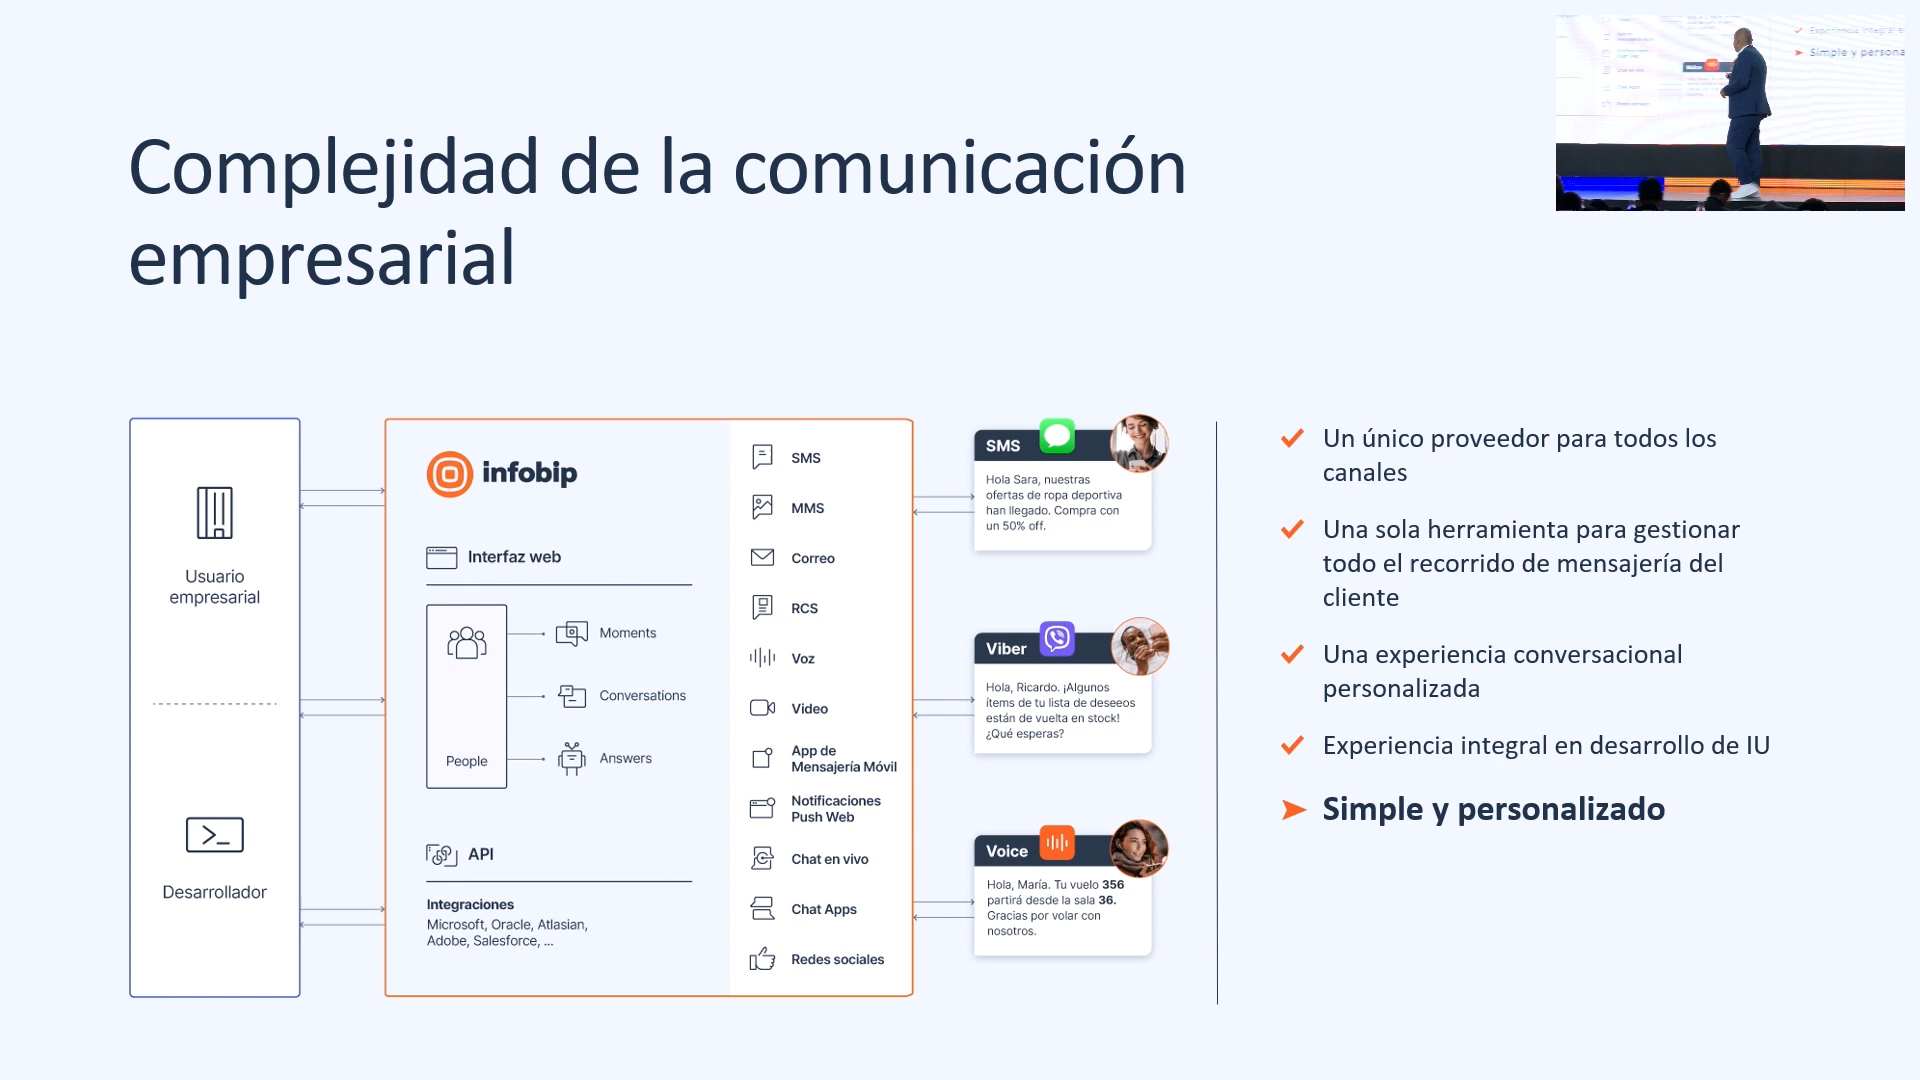 Complejidad de la comunicación
empresarial
Experiencia integral e
Simple y persona
Usuario
empresarial
Desarrollador
infobip
Interfaz web
People
Moments
Conversations
Answers
API
Integraciones
Microsoft, Oracle, Atlasian,
Adobe, Salesforce, ...
SMS
MMS
Correo
RCS
Voz
Video
App de
Mensajería Móvil
Notificaciones
Push Web
Chat en vivo
Chat Apps
Redes sociales
SMS
Hola Sara, nuestras
ofertas de ropa deportiva
han llegado. Compra con
un 50% off.
Viber
Hola, Ricardo. ¡Algunos
ítems de tu lista de deseeos
están de vuelta en stock!
¿Qué esperas?
Voice
Hola, María. Tu vuelo 356
partirá desde la sala 36.
Gracias por volar con
nosotros.
Un único proveedor para todos los
canales
Una sola herramienta para gestionar
todo el recorrido de mensajería del
cliente
Una experiencia conversacional
personalizada
Experiencia integral en desarrollo de IU
Simple y personalizado